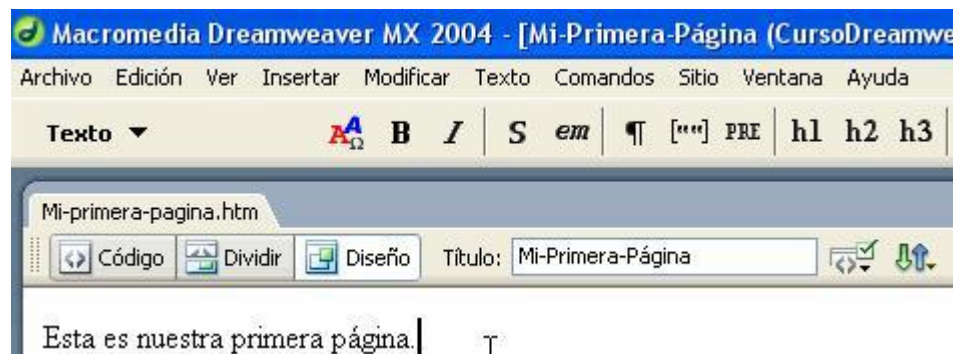 Macromedia Dreamweaver MX 2004 - [Mi-Primera-Página (CursoDreamwe
Archivo Edición Ver Insertar Modificar Texto Comandos Sitio Ventana Ayuda
Texto B I S em ¶ [""] PRE h1 h2 h3
Mi-primera-pagina.htm
Código Dividir Diseño Título: Mi-Primera-Página
Esta es nuestra primera página.